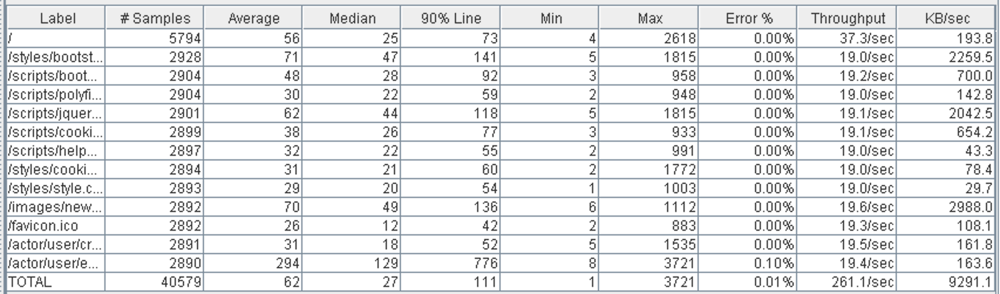 Label # Samples Average Median 90% Line Min Max Error % Throughput KB/sec
/ 5794 56 25 73 4 2618 0.00% 37.3/sec 193.8
/styles/bootst... 2928 71 47 141 5 1815 0.00% 19.0/sec 2259.5
/scripts/boot... 2904 48 28 92 3 958 0.00% 19.2/sec 700.0
/scripts/polyfi... 2904 30 22 59 2 948 0.00% 19.0/sec 142.8
/scripts/jquer... 2901 62 44 118 5 1815 0.00% 19.1/sec 2042.5
/scripts/cooki... 2899 38 26 77 3 933 0.00% 19.1/sec 654.2
/scripts/help... 2897 32 22 55 2 991 0.00% 19.0/sec 43.3
/styles/cooki... 2894 31 21 60 2 1772 0.00% 19.0/sec 78.4
/styles/style.c... 2893 29 20 54 1 1003 0.00% 19.0/sec 29.7
/images/new... 2892 70 49 136 6 1112 0.00% 19.6/sec 2988.0
/favicon.ico 2892 26 12 42 2 883 0.00% 19.3/sec 108.1
/actor/user/cr... 2891 31 18 52 5 1535 0.00% 19.5/sec 161.8
/actor/user/e... 2890 294 129 776 8 3721 0.10% 19.4/sec 163.6
TOTAL 40579 62 27 111 1 3721 0.01% 261.1/sec 9291.1